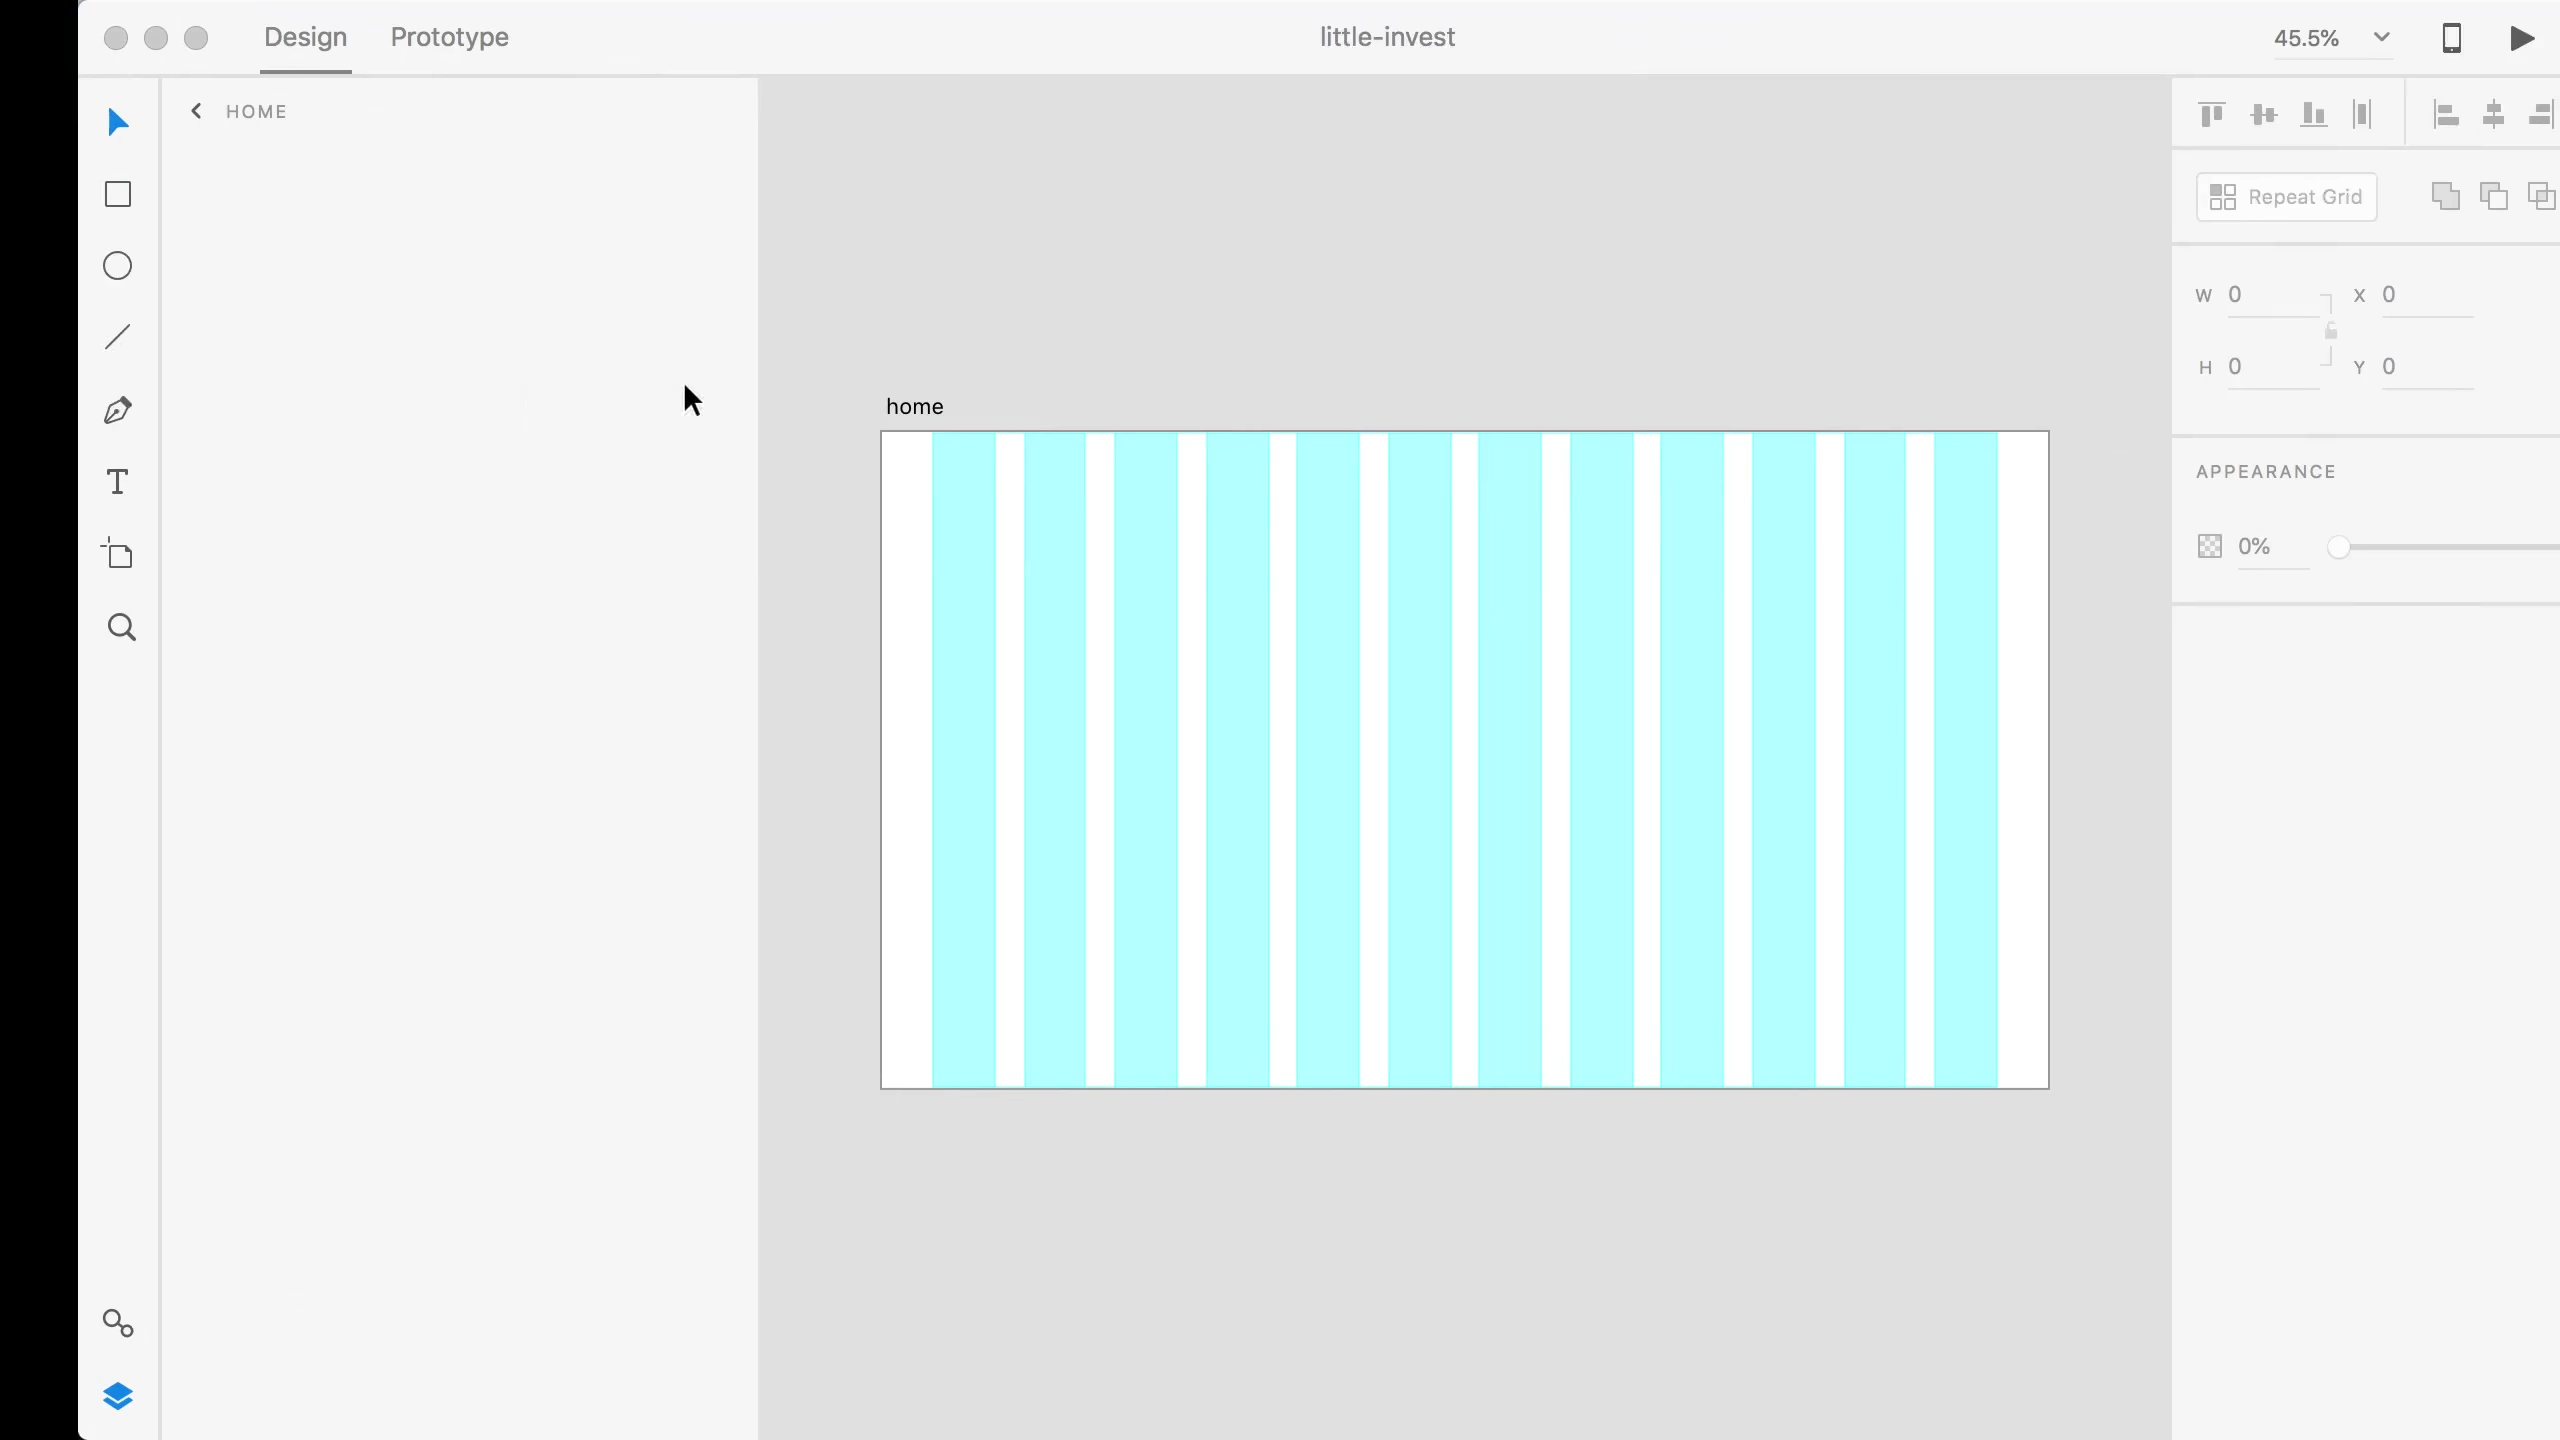 Design Prototype little-invest 45.5%
HOME
Repeat Grid
W 0 X 0
H 0 Y 0
home
APPEARANCE
0%